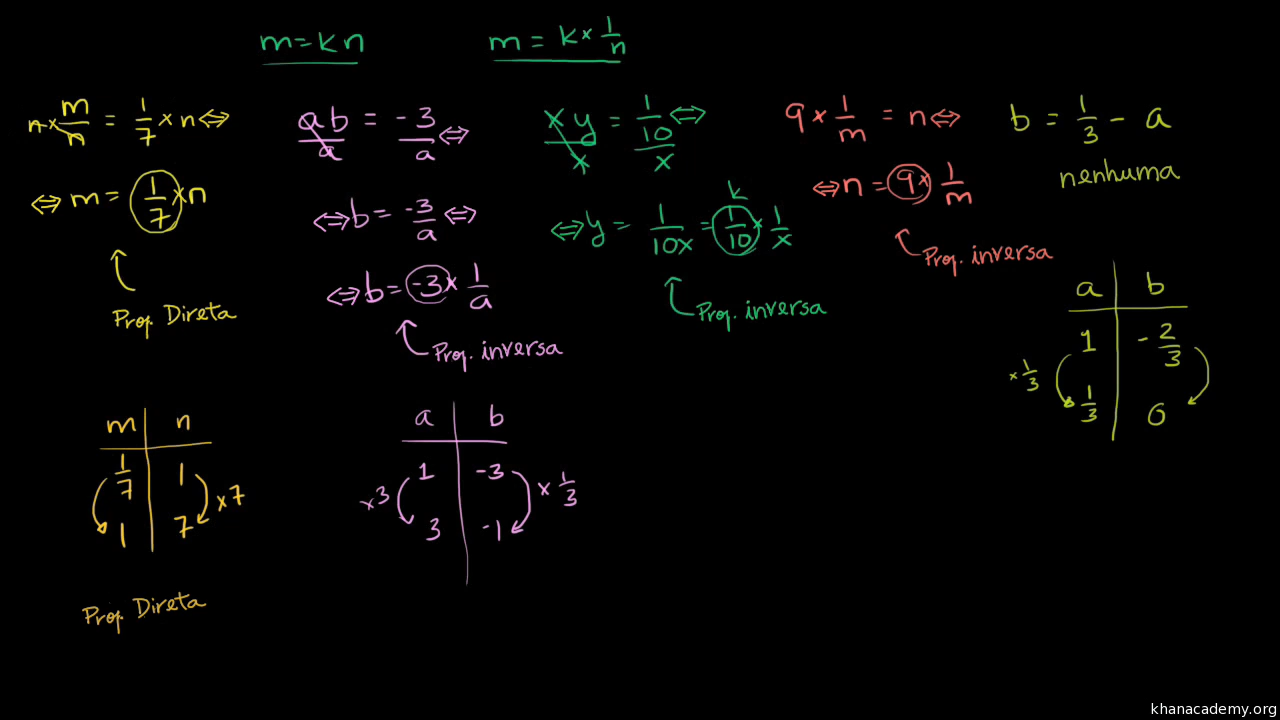 m = k n
m = k × 1/n
n × m/n = 1/7 × n ⇔
⇔ m = 1/7 × n
Prop. Direta
ab/a = -3/a ⇔
⇔ b = -3/a ⇔
⇔ b = -3 × 1/a
Prop. inversa
xy/x = 1/10/x ⇔
k
⇔ y = 1/10x = 1/10 × 1/x
Prop. inversa
9 × 1/m = n ⇔
⇔ n = 9 × 1/m
Prop. inversa
b = 1/3 - a
nenhuma
a b
1 -2/3
× 1/3
1/3 0
m n
1/7 1
× 7
1 7
Prop. Direta
a b
1 -3
×3 × 1/3
3 -1
khanacademy.org